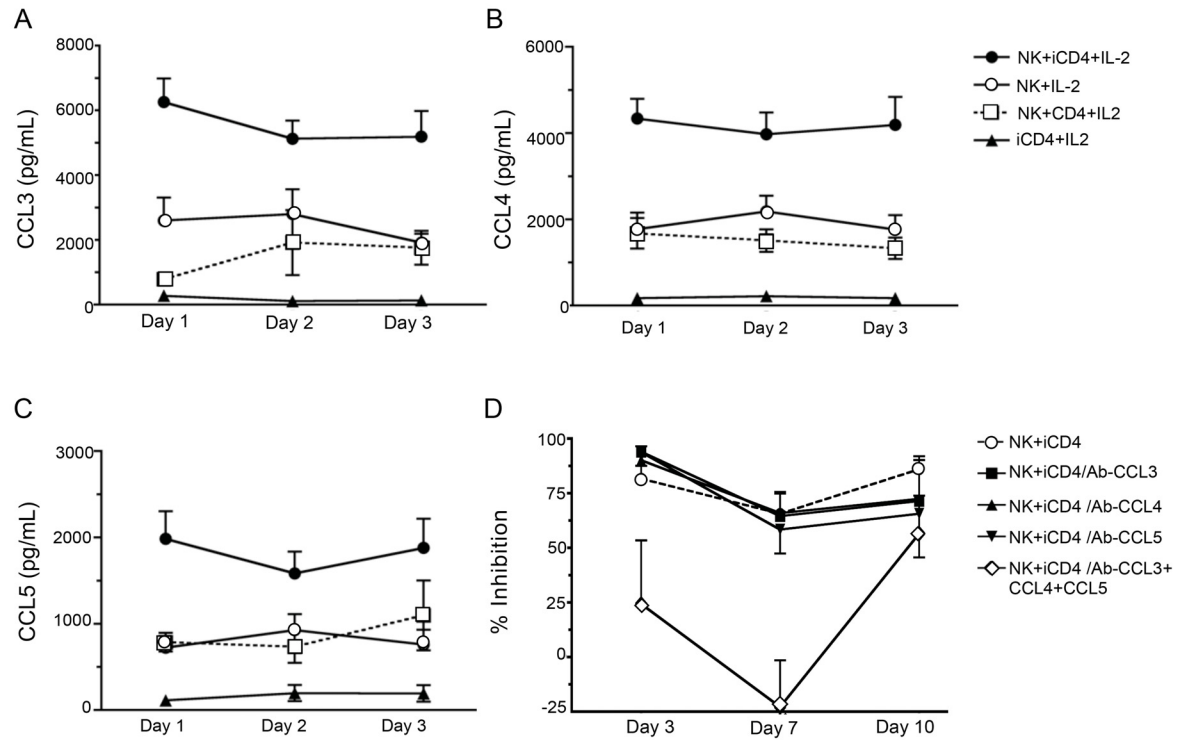 A
CCL3 (pg/mL)
8000
6000
4000
2000
0
Day 1 Day 2 Day 3
B
CCL4 (pg/mL)
6000
4000
2000
0
Day 1 Day 2 Day 3
NK+iCD4+IL-2
NK+IL-2
NK+CD4+IL2
iCD4+IL2
C
CCL5 (pg/mL)
3000
2000
1000
0
Day 1 Day 2 Day 3
D
% Inhibition
100
75
50
25
0
-25
Day 3 Day 7 Day 10
NK+iCD4
NK+iCD4/Ab-CCL3
NK+iCD4 /Ab-CCL4
NK+iCD4 /Ab-CCL5
NK+iCD4 /Ab-CCL3+
CCL4+CCL5